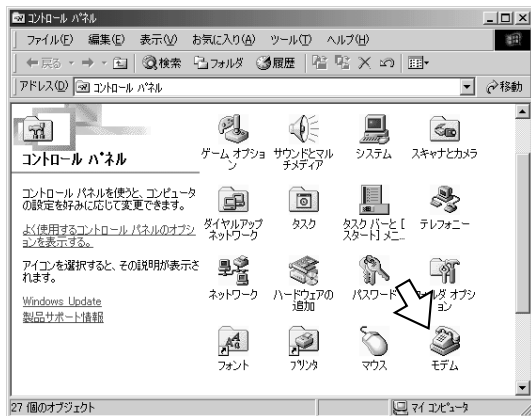 コントロール パネル
ファイル(F) 編集(E) 表示(V) お気に入り(A) ツール(T) ヘルプ(H)
戻る 検索 フォルダ 履歴
アドレス(D) コントロール パネル 移動
コントロール パネル
コントロール パネルを使うと、コンピュータ
の設定を好みに応じて変更できます。
よく使用するコントロール パネルのオプシ
ョンを表示する。
アイコンを選択すると、その説明が表示さ
れます。
Windows Update
製品サポート情報
ゲーム オプショ
ン
サウンドとマル
チメディア
システム
スキャナとカメラ
ダイヤルアップ
ネットワーク
タスク
タスク バーと [
スタート] メニ...
テレフォニー
ネットワーク
ハードウェアの
追加
パスワード
フォルダ オプシ
ョン
フォント
プリンタ
マウス
モデム
27 個のオブジェクト
マイ コンピュータ